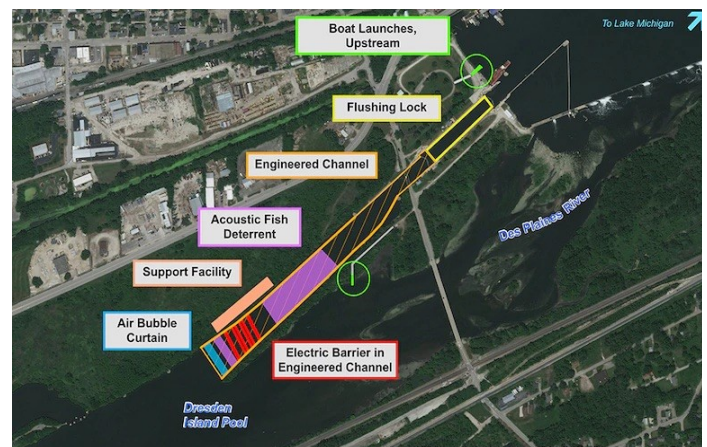 To Lake Michigan
Boat Launches,
Upstream
Flushing Lock
Engineered Channel
Acoustic Fish
Deterrent
Des Plaines River
Support Facility
Air Bubble
Curtain
Electric Barrier in
Engineered Channel
Dresden
Island Pool